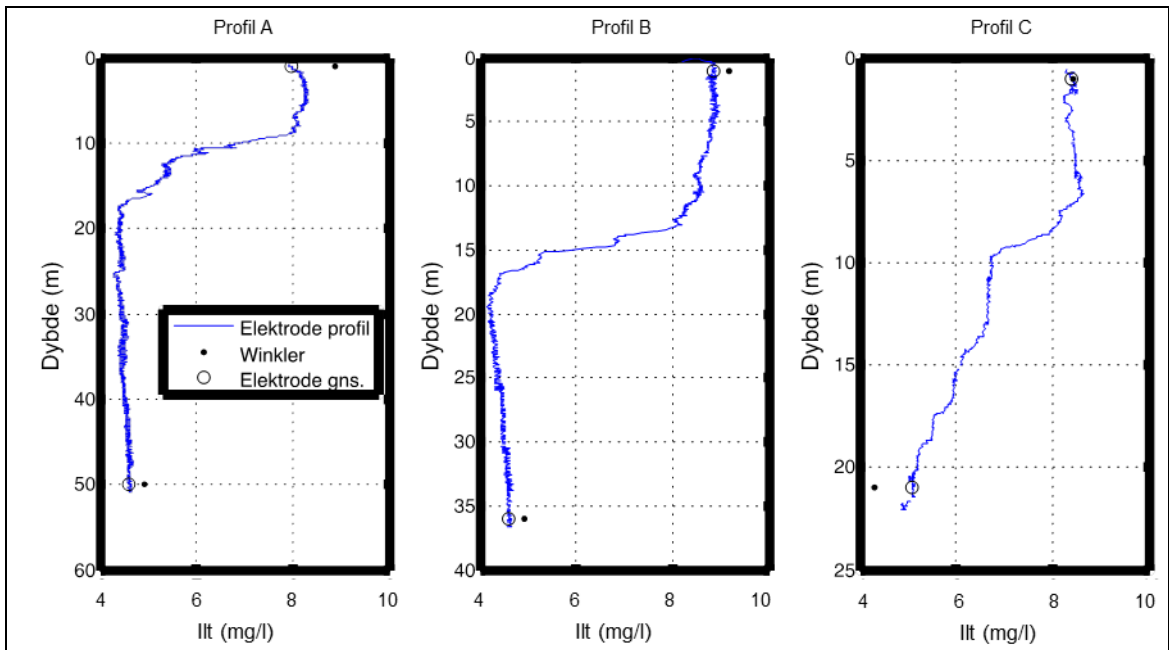 Profil A
Profil B
Profil C
0
10
20
30
40
50
60
Dybde (m)
4
6
8
10
Ilt (mg/l)
Elektrode profil
Winkler
Elektrode gns.
0
5
10
15
20
25
30
35
40
Dybde (m)
4
6
8
10
Ilt (mg/l)
0
5
10
15
20
25
Dybde (m)
4
6
8
10
Ilt (mg/l)